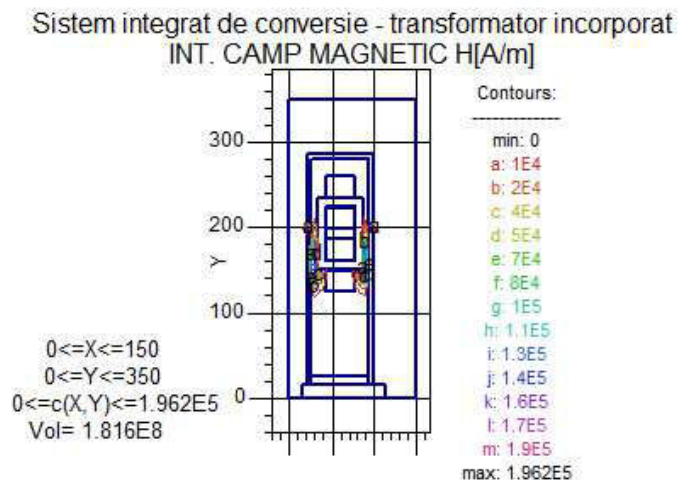 Sistem integrat de conversie - transformator incorporat
INT. CAMP MAGNETIC H[A/m]
Contours:
-------------
min: 0
a: 1E4
b: 2E4
c: 4E4
d: 5E4
e: 7E4
f: 8E4
g: 1E5
h: 1.1E5
i: 1.3E5
j: 1.4E5
k: 1.6E5
l: 1.7E5
m: 1.9E5
max: 1.962E5
300
200
Y
100
0
0<=X<=150
0<=Y<=350
0<=c(X,Y)<=1.962E5
Vol= 1.816E8